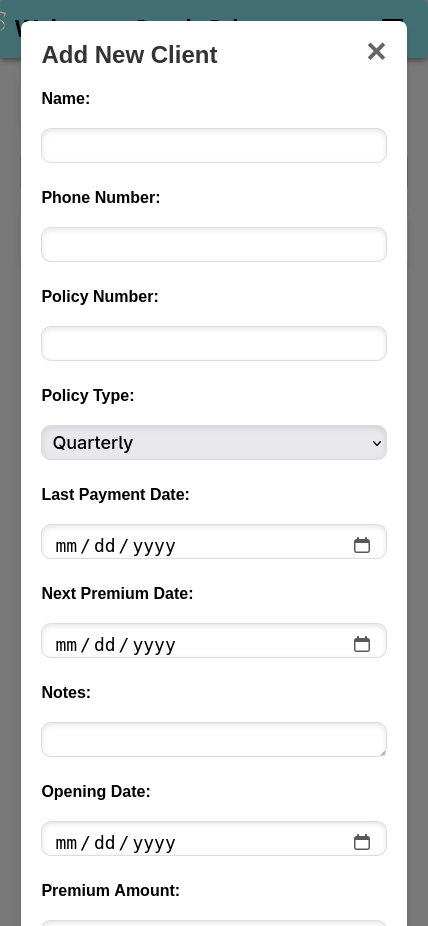 Add New Client
Name:
Phone Number:
Policy Number:
Policy Type:
Quarterly
Last Payment Date:
mm/dd/yyyy
Next Premium Date:
mm/dd/yyyy
Notes:
Opening Date:
mm/dd/yyyy
Premium Amount: